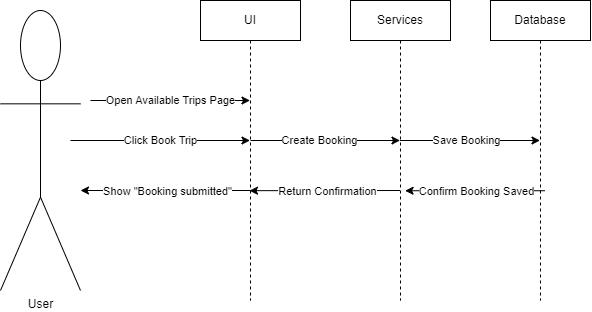 UI
Services
Database
Open Available Trips Page
Click Book Trip
Create Booking
Save Booking
Show "Booking submitted"
Return Confirmation
Confirm Booking Saved
User